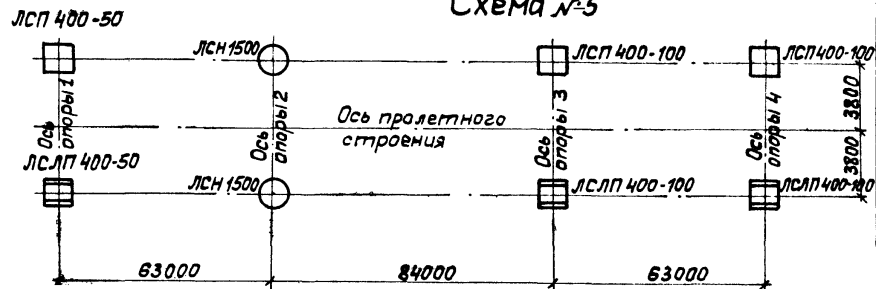 Схема №5
ЛСП 400-50
ЛСН 1500
ЛСП 400-100
ЛСП 400-100
Ось
опоры 1
Ось
опоры 2
Ось пролетного
строения
Ось
опоры 3
Ось
опоры 4
3800
3800
ЛСЛП 400-50
ЛСН 1500
ЛСЛП 400-100
ЛСЛП 400-100
63000
84000
63000